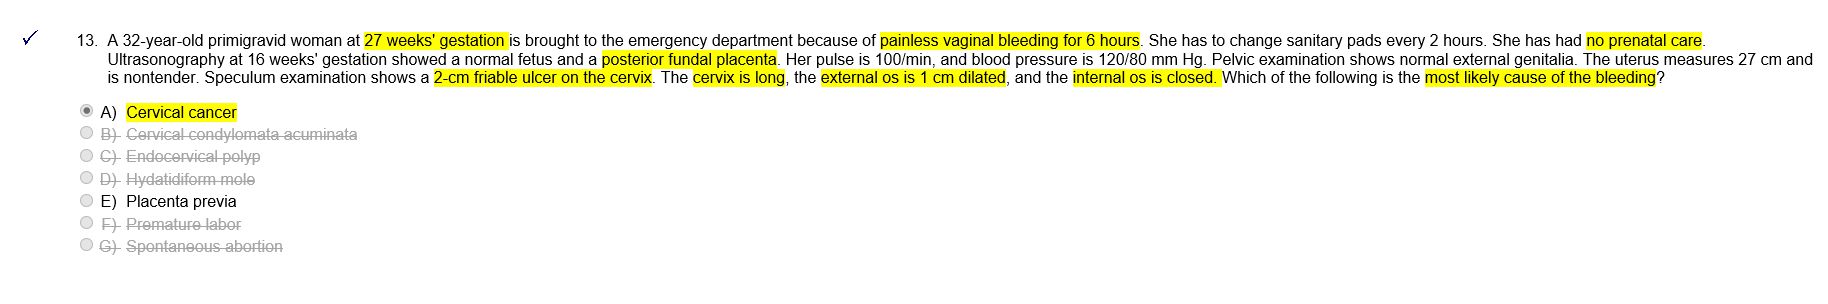 13. A 32-year-old primigravid woman at 27 weeks' gestation is brought to the emergency department because of painless vaginal bleeding for 6 hours. She has to change sanitary pads every 2 hours. She has had no prenatal care.
Ultrasonography at 16 weeks' gestation showed a normal fetus and a posterior fundal placenta. Her pulse is 100/min, and blood pressure is 120/80 mm Hg. Pelvic examination shows normal external genitalia. The uterus measures 27 cm and
is nontender. Speculum examination shows a 2-cm friable ulcer on the cervix. The cervix is long, the external os is 1 cm dilated, and the internal os is closed. Which of the following is the most likely cause of the bleeding?
A) Cervical cancer
B) Cervical condylomata acuminata
C) Endocervical polyp
D) Hydatidiform mole
E) Placenta previa
F) Premature labor
G) Spontaneous abortion